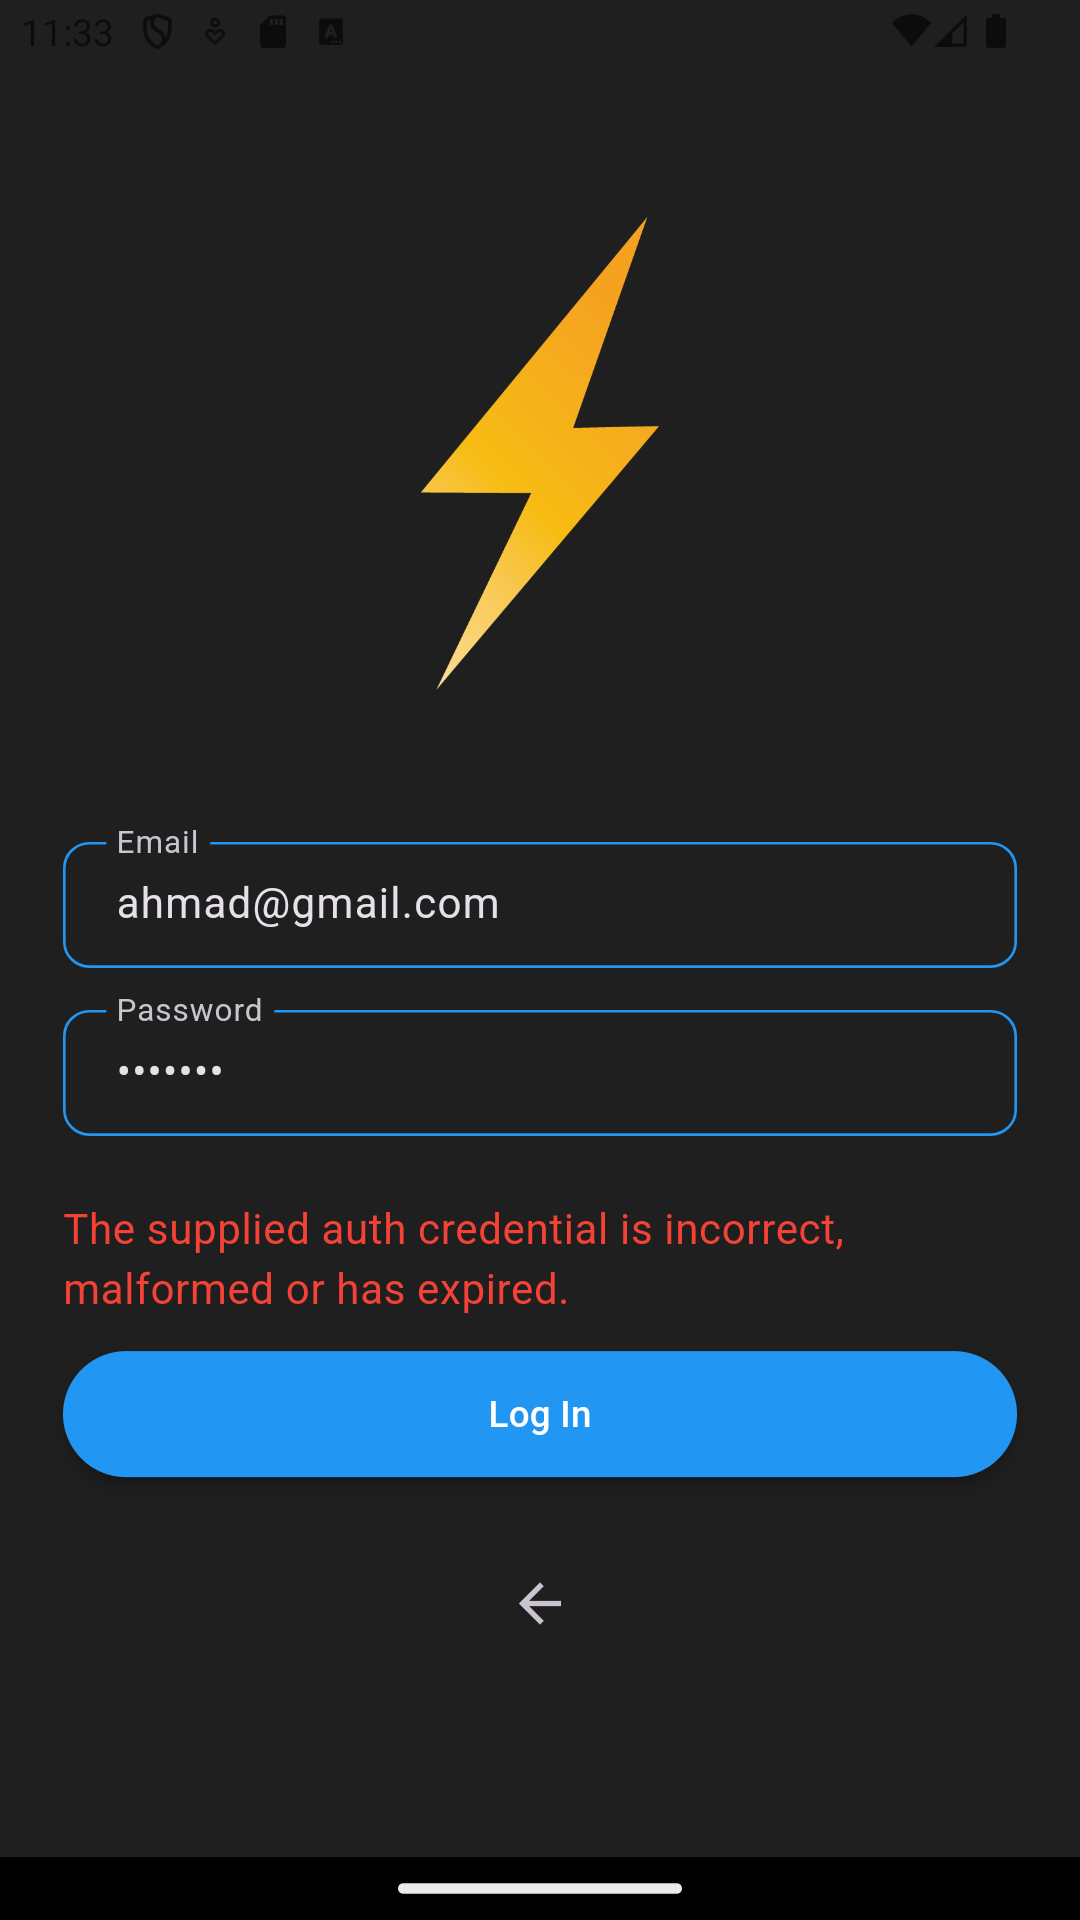 11:33
Email
ahmad@gmail.com
Password
•••••••
The supplied auth credential is incorrect,
malformed or has expired.
Log In